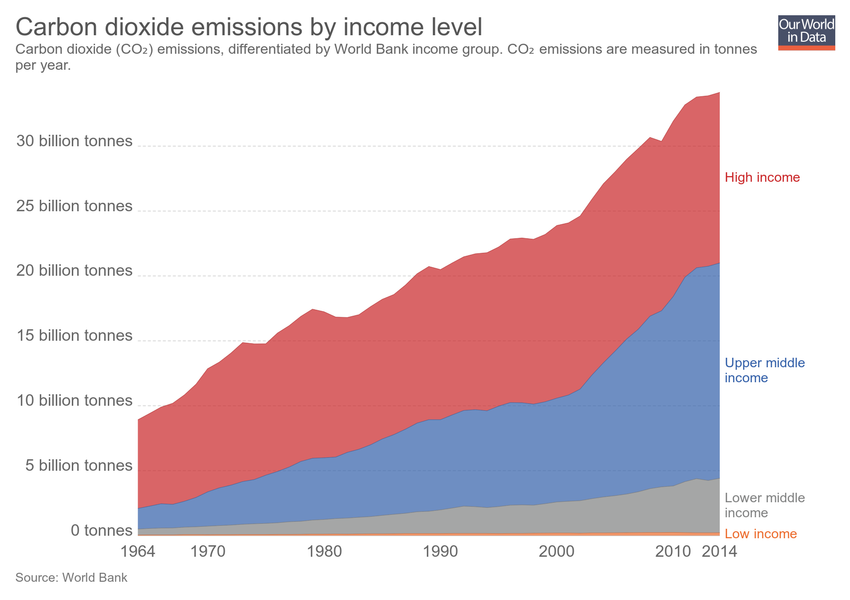 Carbon dioxide emissions by income level
Our World
in Data
Carbon dioxide (CO₂) emissions, differentiated by World Bank income group. CO₂ emissions are measured in tonnes
per year.
30 billion tonnes
High income
25 billion tonnes
20 billion tonnes
15 billion tonnes
Upper middle
income
10 billion tonnes
5 billion tonnes
Lower middle
income
0 tonnes
Low income
1964 1970 1980 1990 2000 2010 2014
Source: World Bank